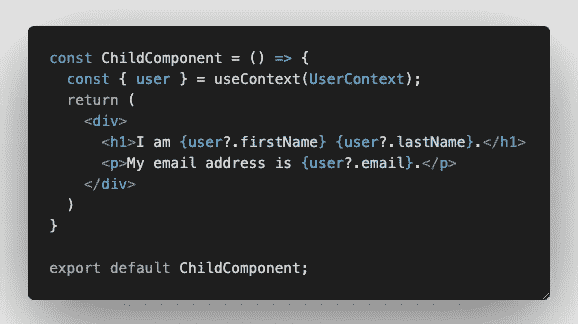 const ChildComponent = () => {
  const { user } = useContext(UserContext);
  return (
    <div>
      <h1>I am {user?.firstName} {user?.lastName}.</h1>
      <p>My email address is {user?.email}.</p>
    </div>
  )
}
export default ChildComponent;